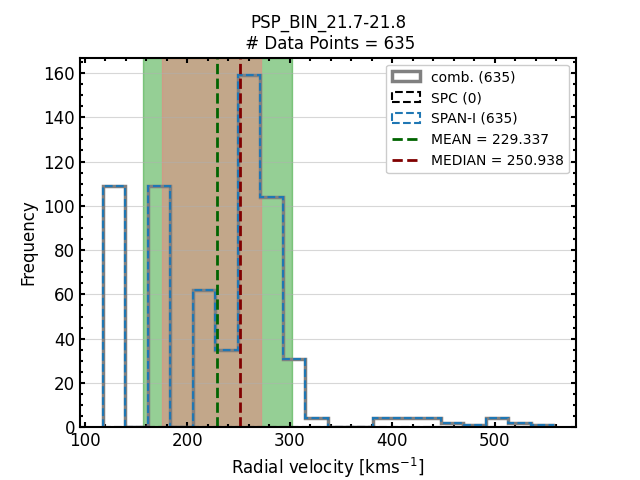 PSP_BIN_21.7-21.8
# Data Points = 635
comb. (635)
SPC (0)
SPAN-I (635)
MEAN = 229.337
MEDIAN = 250.938
Frequency
160
140
120
100
80
60
40
20
0
100 200 300 400 500
Radial velocity [kms⁻¹]